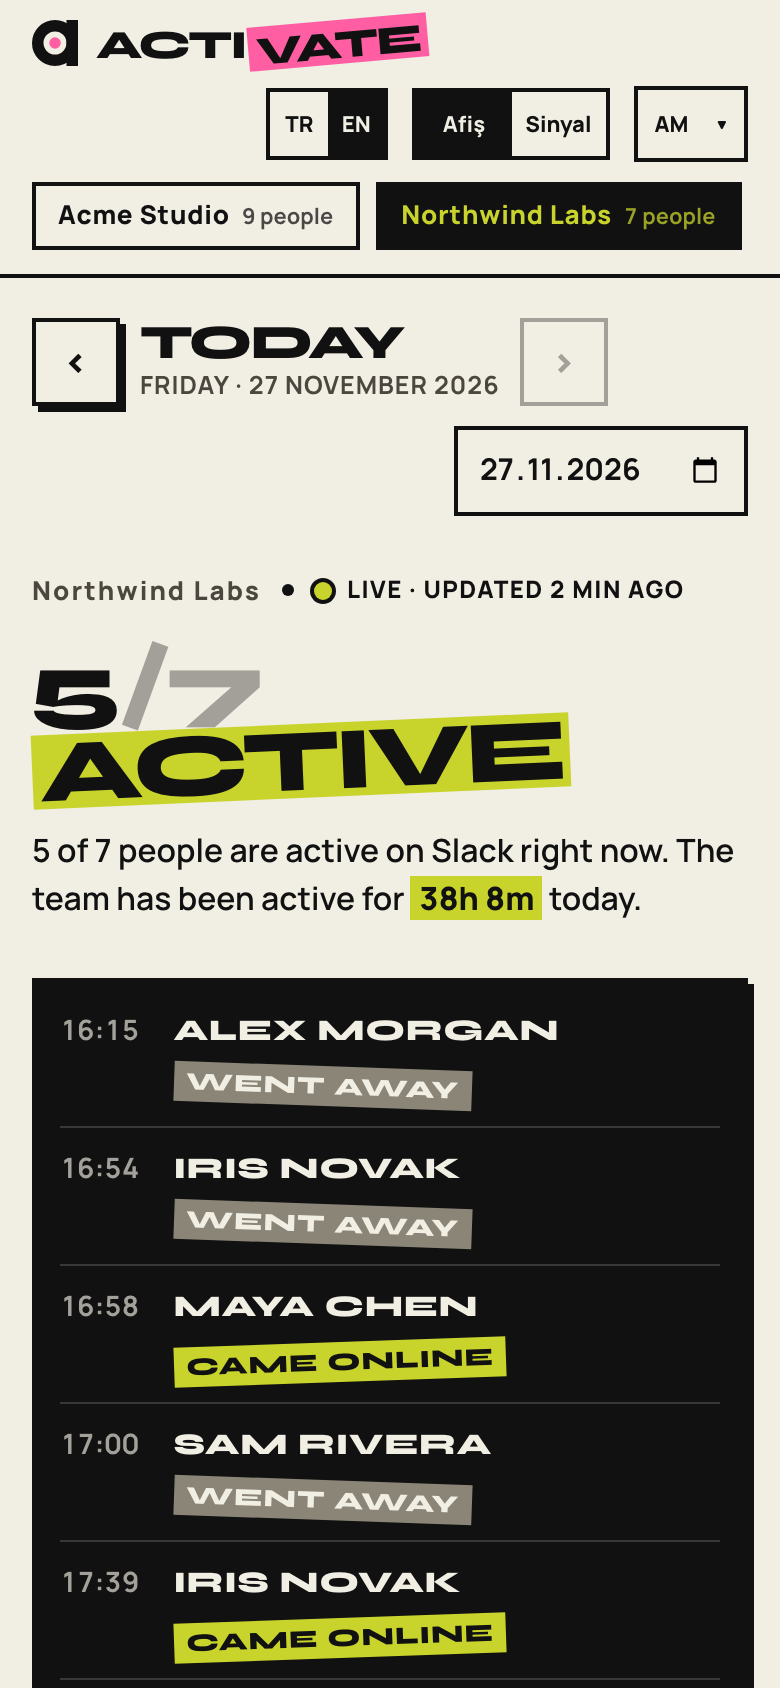 a ACTIVATE
TR EN Afiş Sinyal AM ▾
Acme Studio 9 people Northwind Labs 7 people
‹ TODAY ›
FRIDAY · 27 NOVEMBER 2026
27.11.2026
Northwind Labs • LIVE · UPDATED 2 MIN AGO
5/7
ACTIVE
5 of 7 people are active on Slack right now. The
team has been active for 38h 8m today.
16:15 ALEX MORGAN
WENT AWAY
16:54 IRIS NOVAK
WENT AWAY
16:58 MAYA CHEN
CAME ONLINE
17:00 SAM RIVERA
WENT AWAY
17:39 IRIS NOVAK
CAME ONLINE